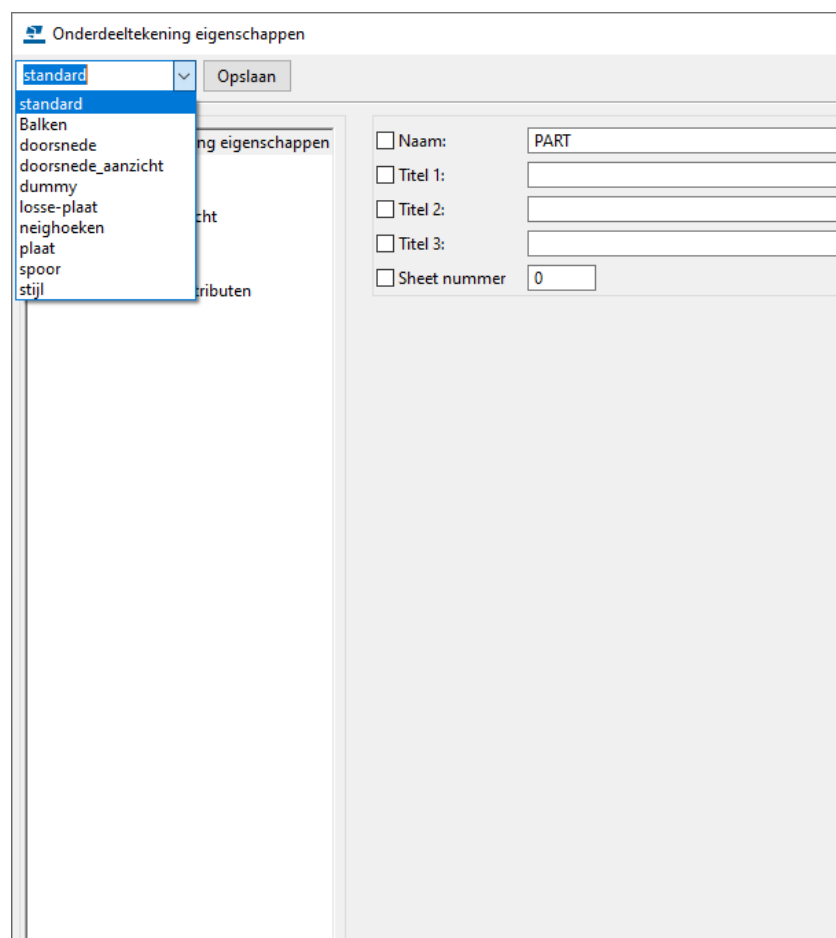 Onderdeeltekening eigenschappen
standard
Opslaan
standard
Balken
doorsnede
doorsnede_aanzicht
dummy
losse-plaat
neighoeken
plaat
spoor
stijl
ng eigenschappen
cht
tributen
Naam:
PART
Titel 1:
Titel 2:
Titel 3:
Sheet nummer
0